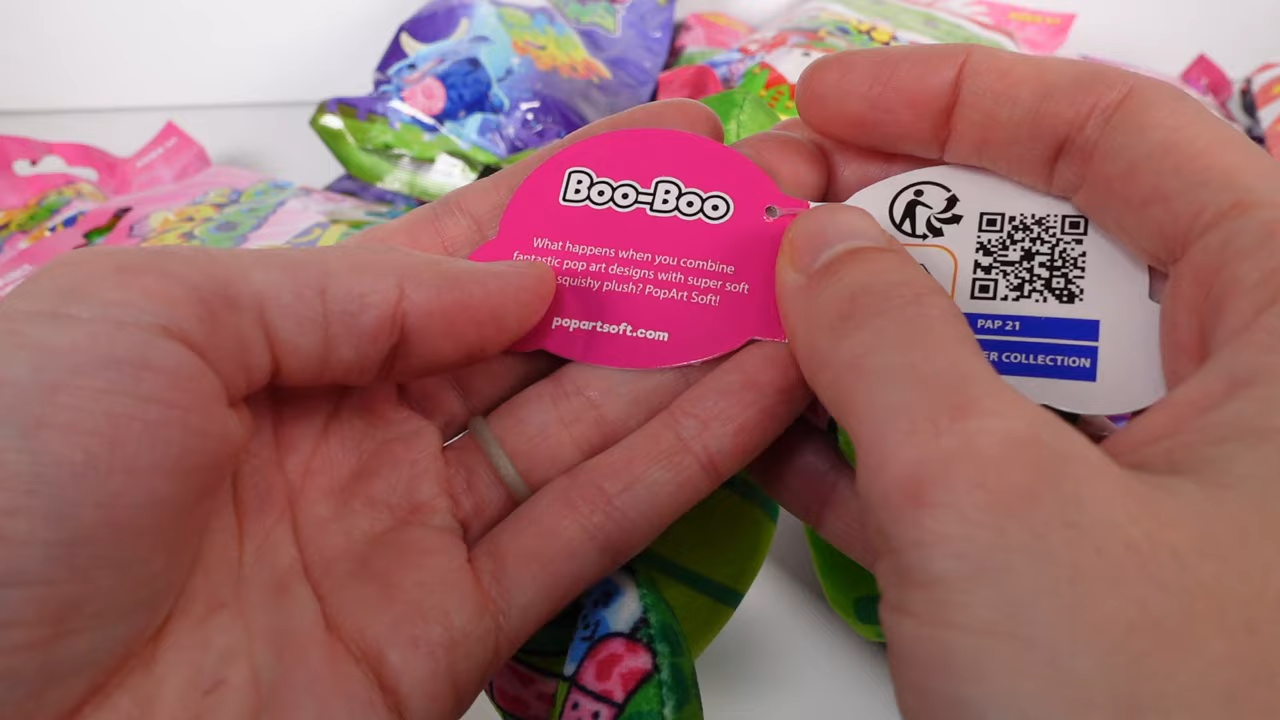 Boo-Boo
What happens when you combine
fantastic pop art designs with super soft
squishy plush? PopArt Soft!
popartsoft.com
PAP 21
COLLECTION